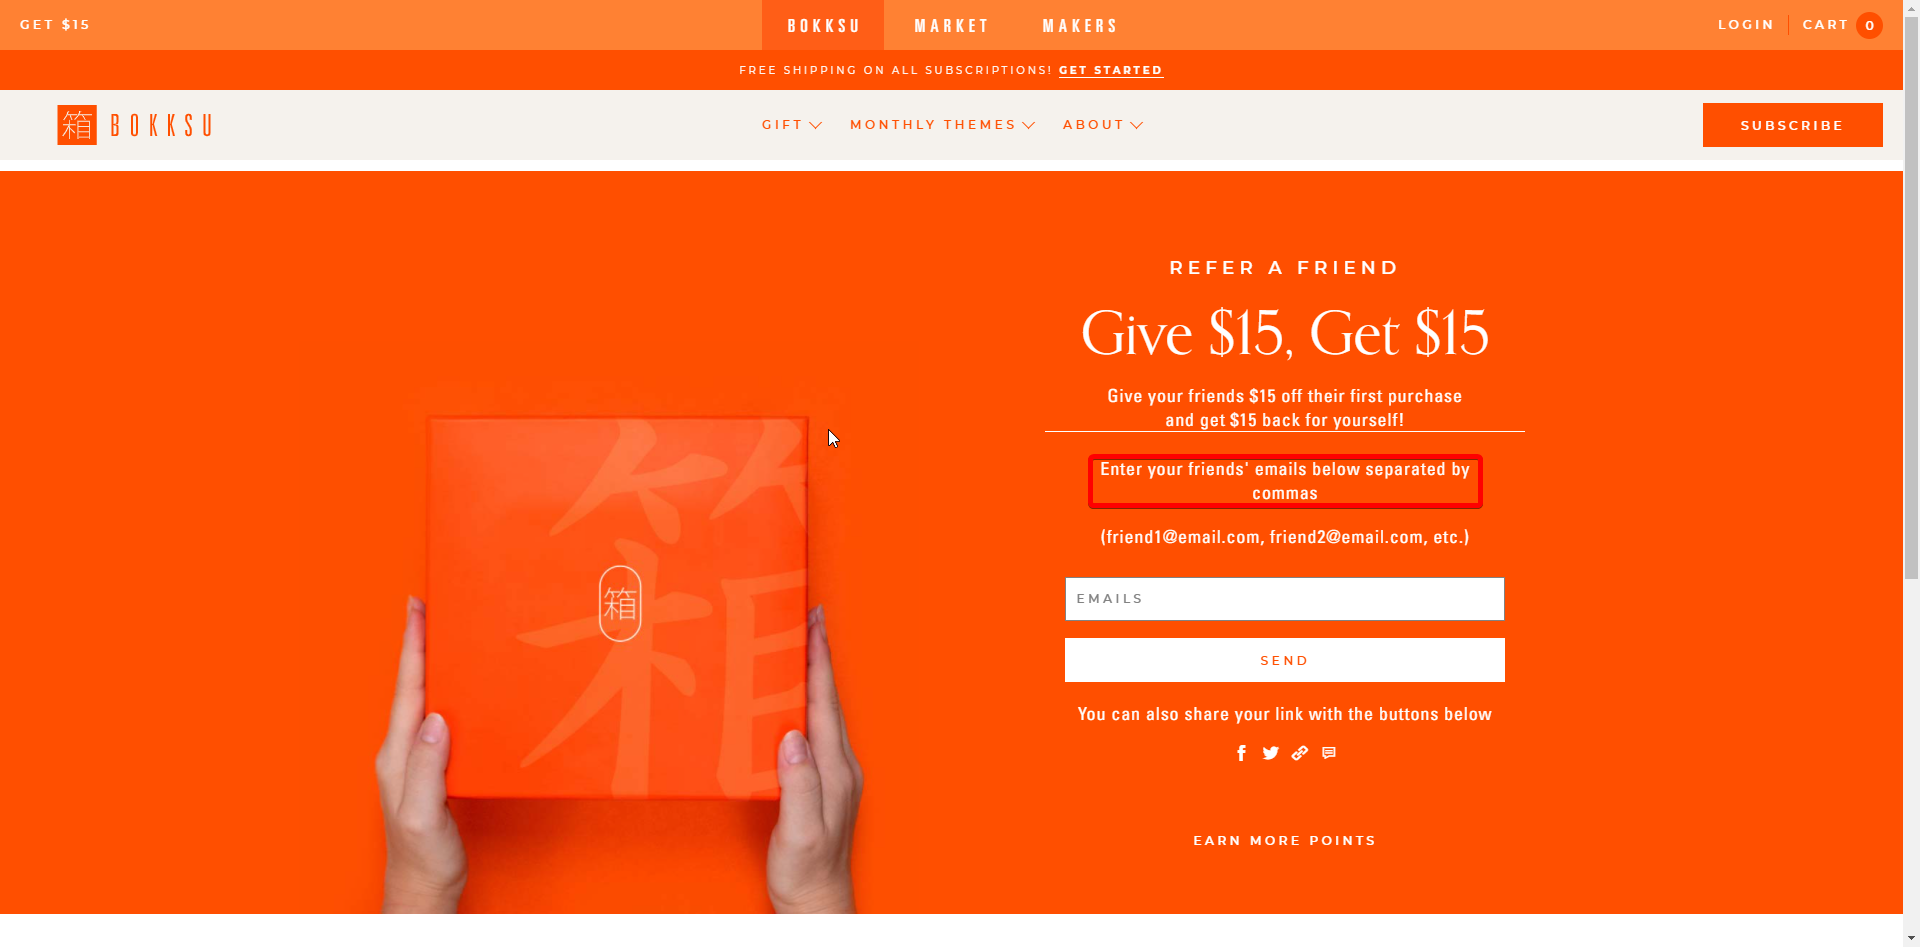 GET $15
BOKKSU MARKET MAKERS
LOGIN CART 0
FREE SHIPPING ON ALL SUBSCRIPTIONS! GET STARTED
箱 BOKKSU
GIFT MONTHLY THEMES ABOUT
SUBSCRIBE
REFER A FRIEND
Give $15, Get $15
Give your friends $15 off their first purchase
and get $15 back for yourself!
Enter your friends' emails below separated by
commas
(friend1@email.com, friend2@email.com, etc.)
EMAILS
SEND
You can also share your link with the buttons below
EARN MORE POINTS
箱
箱